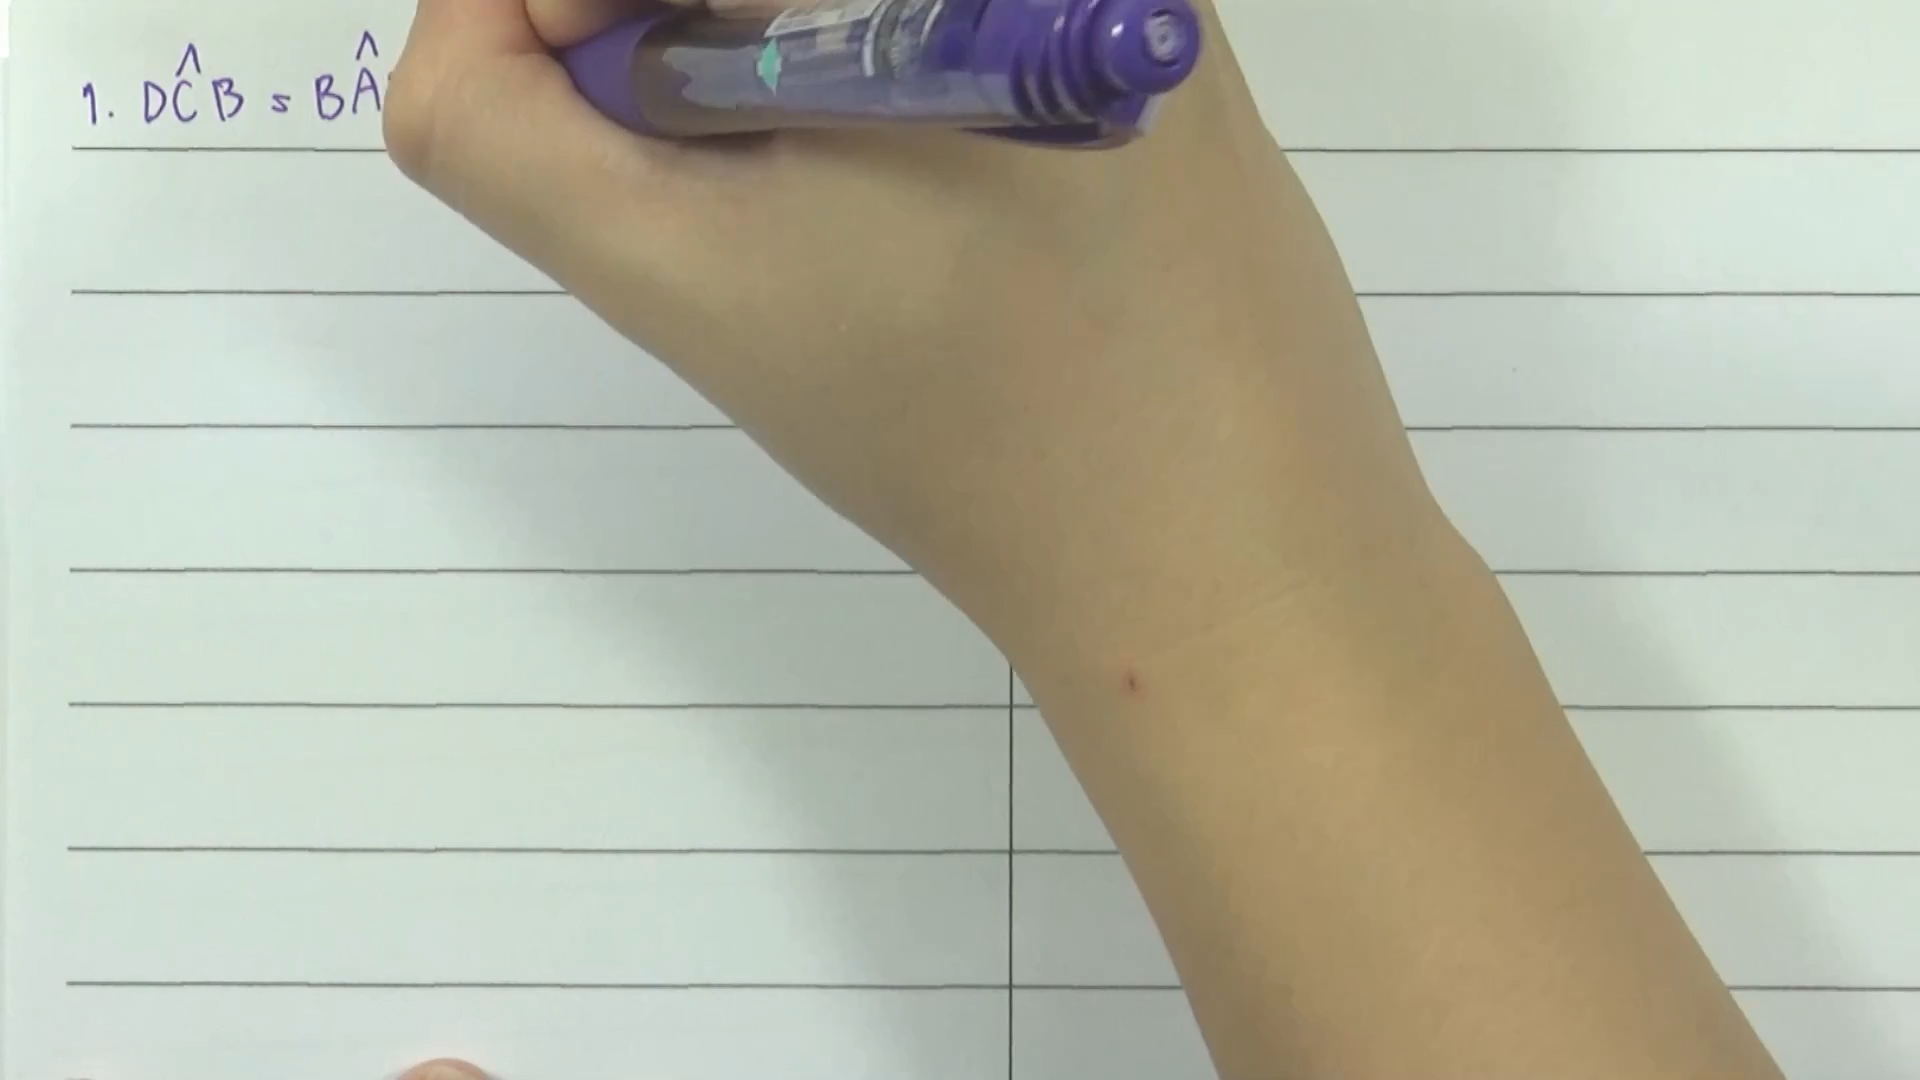 1. DĈB = BÂ